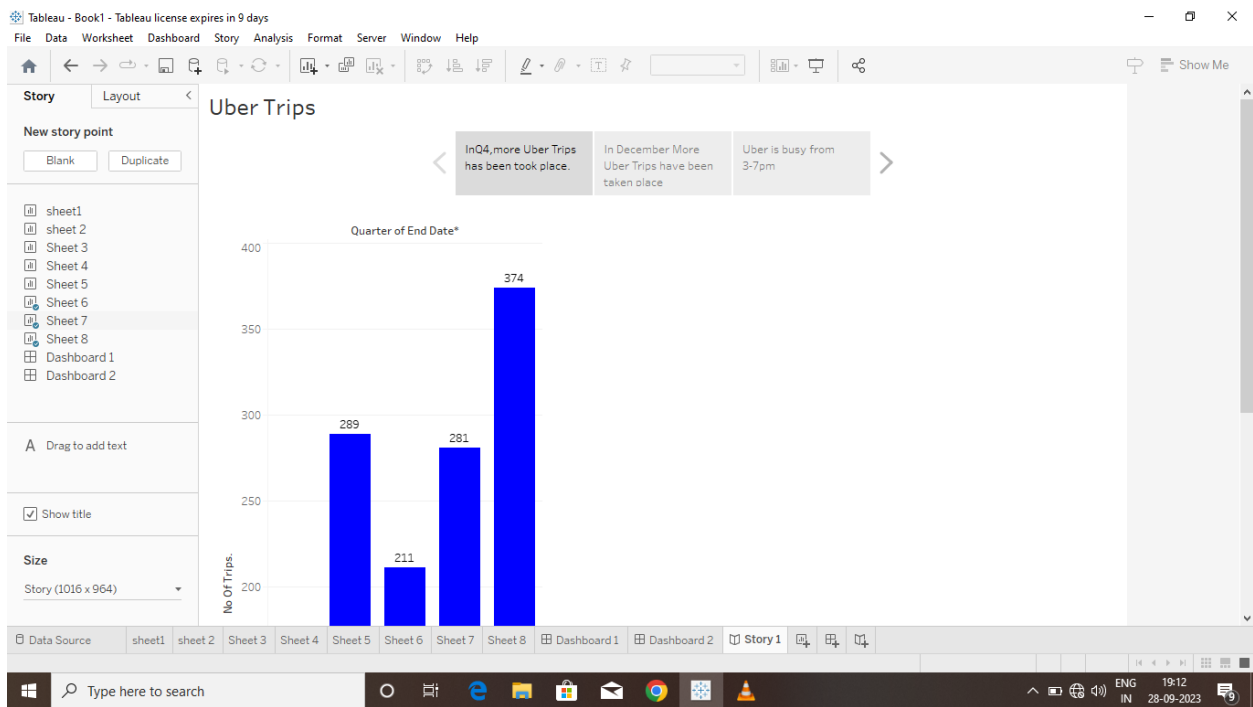 Tableau - Book1 - Tableau license expires in 9 days
File Data Worksheet Dashboard Story Analysis Format Server Window Help
Show Me
Story Layout
New story point
Blank Duplicate
sheet1
sheet 2
Sheet 3
Sheet 4
Sheet 5
Sheet 6
Sheet 7
Sheet 8
Dashboard 1
Dashboard 2
A Drag to add text
Show title
Size
Story (1016 x 964)
Uber Trips
InQ4,more Uber Trips
has been took place.
In December More
Uber Trips have been
taken place
Uber is busy from
3-7pm
Quarter of End Date*
400
350
300
250
200
No Of Trips.
289
211
281
374
Data Source sheet1 sheet 2 Sheet 3 Sheet 4 Sheet 5 Sheet 6 Sheet 7 Sheet 8 Dashboard 1 Dashboard 2 Story 1
Type here to search
ENG
IN
19:12
28-09-2023
9